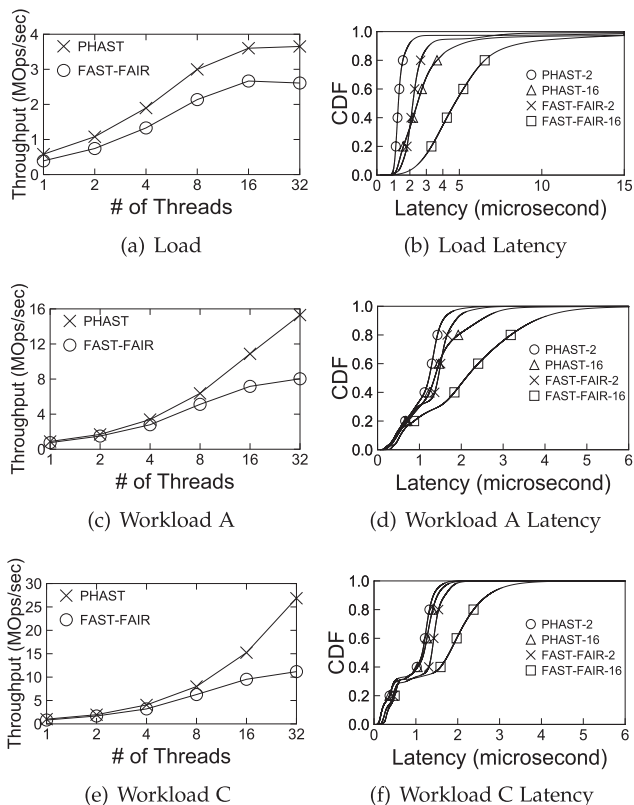 4
3
2
1
0
Throughput (MOps/sec)
PHAST
FAST-FAIR
1 2 4 8 16 32
# of Threads
(a) Load
1.0
0.8
0.6
0.4
0.2
0.0
CDF
PHAST-2
PHAST-16
FAST-FAIR-2
FAST-FAIR-16
0 1 2 3 4 5 10 15
Latency (microsecond)
(b) Load Latency
16
12
8
4
0
Throughput (MOps/sec)
PHAST
FAST-FAIR
1 2 4 8 16 32
# of Threads
(c) Workload A
1.0
0.8
0.6
0.4
0.2
0.0
CDF
PHAST-2
PHAST-16
FAST-FAIR-2
FAST-FAIR-16
0 1 2 3 4 5 6
Latency (microsecond)
(d) Workload A Latency
30
25
20
15
10
5
0
Throughput (MOps/sec)
PHAST
FAST-FAIR
1 2 4 8 16 32
# of Threads
(e) Workload C
1.0
0.8
0.6
0.4
0.2
0.0
CDF
PHAST-2
PHAST-16
FAST-FAIR-2
FAST-FAIR-16
0 1 2 3 4 5 6
Latency (microsecond)
(f) Workload C Latency